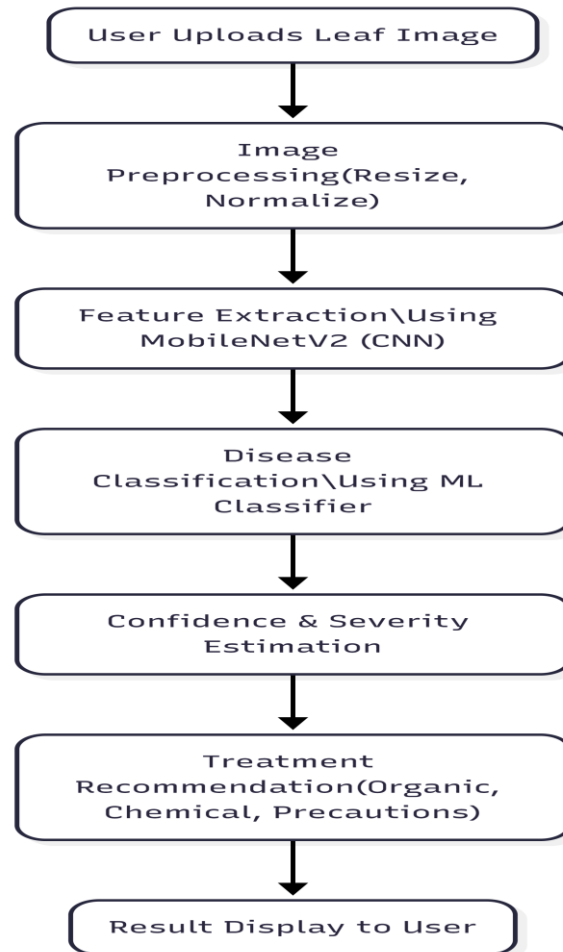 User Uploads Leaf Image
Image
Preprocessing(Resize,
Normalize)
Feature Extraction\Using
MobileNetV2 (CNN)
Disease
Classification\Using ML
Classifier
Confidence & Severity
Estimation
Treatment
Recommendation(Organic,
Chemical, Precautions)
Result Display to User